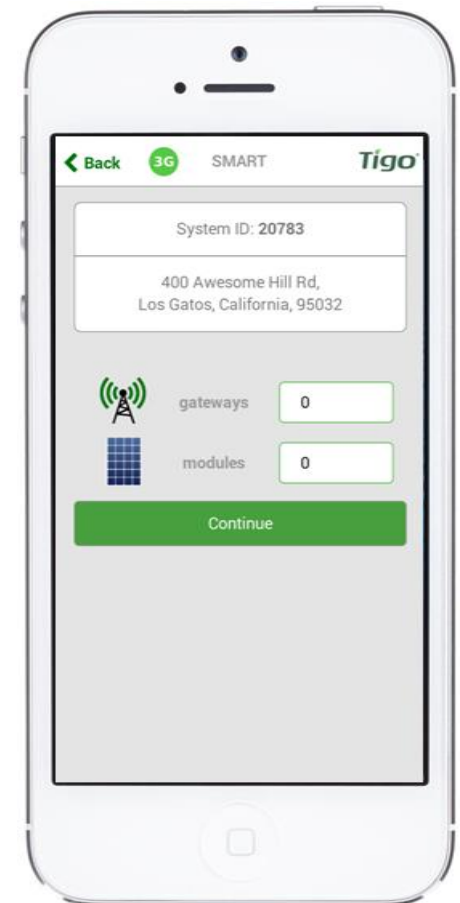 Back 3G SMART Tigo
System ID: 20783
400 Awesome Hill Rd,
Los Gatos, California, 95032
gateways 0
modules 0
Continue